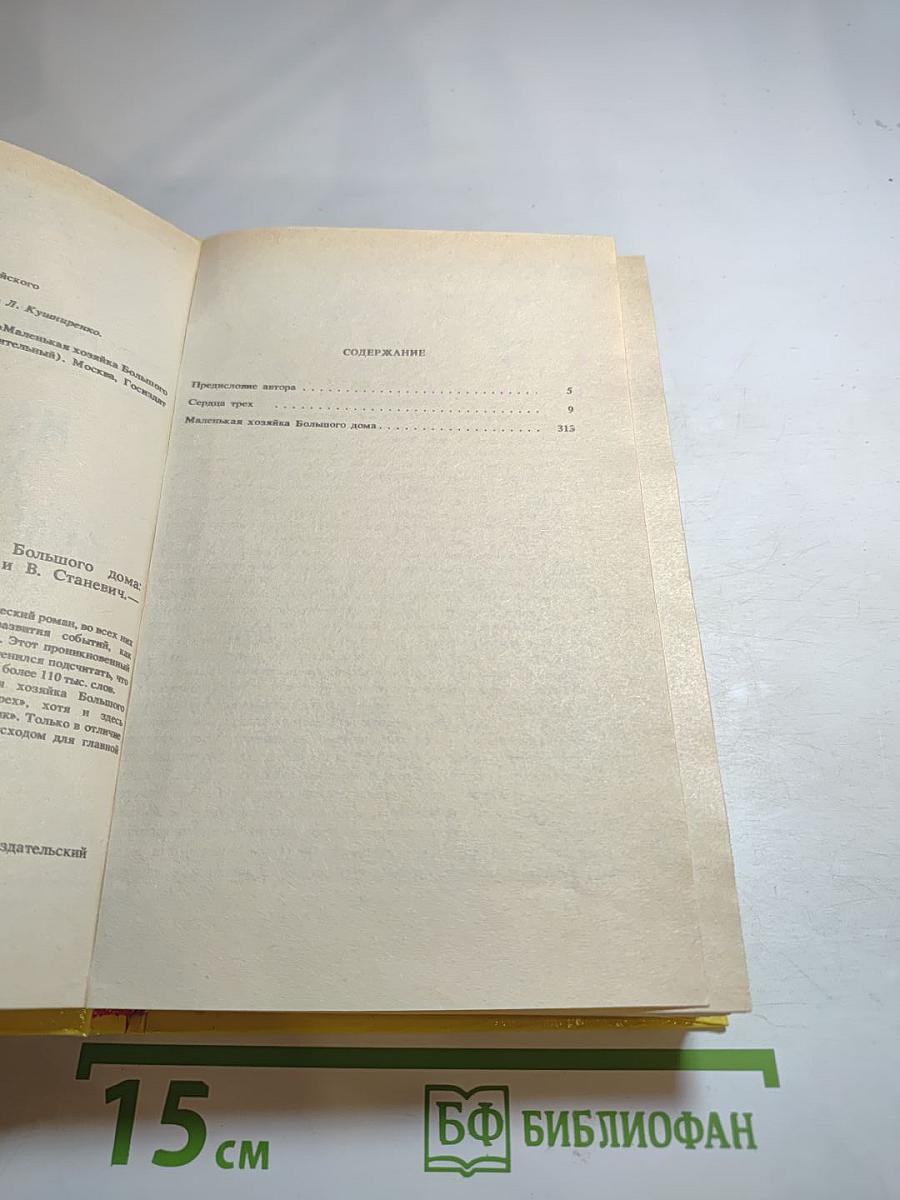 йского
Л. Кушниренко.
«Маленькая хозяйка Большого
ительный). Москва, Госиздат
Большого дома:
и В. Станевич.—
еский роман, во всех них
развития событий, как
. Этот проникновенный
енился подсчитать, что
более 110 тыс. слов.
я хозяйка Большого
рех», хотя и здесь
ик». Только в отличие
сходом для главной
здательский
СОДЕРЖАНИЕ
Предисловие автора . . . . . . . . . . . . . . . . . . . . . . . . . . . . 5
Сердца трех . . . . . . . . . . . . . . . . . . . . . . . . . . . . . . . 9
Маленькая хозяйка Большого дома . . . . . . . . . . . . . . . . . . . 315
15 см
БФ БИБЛИОФАН